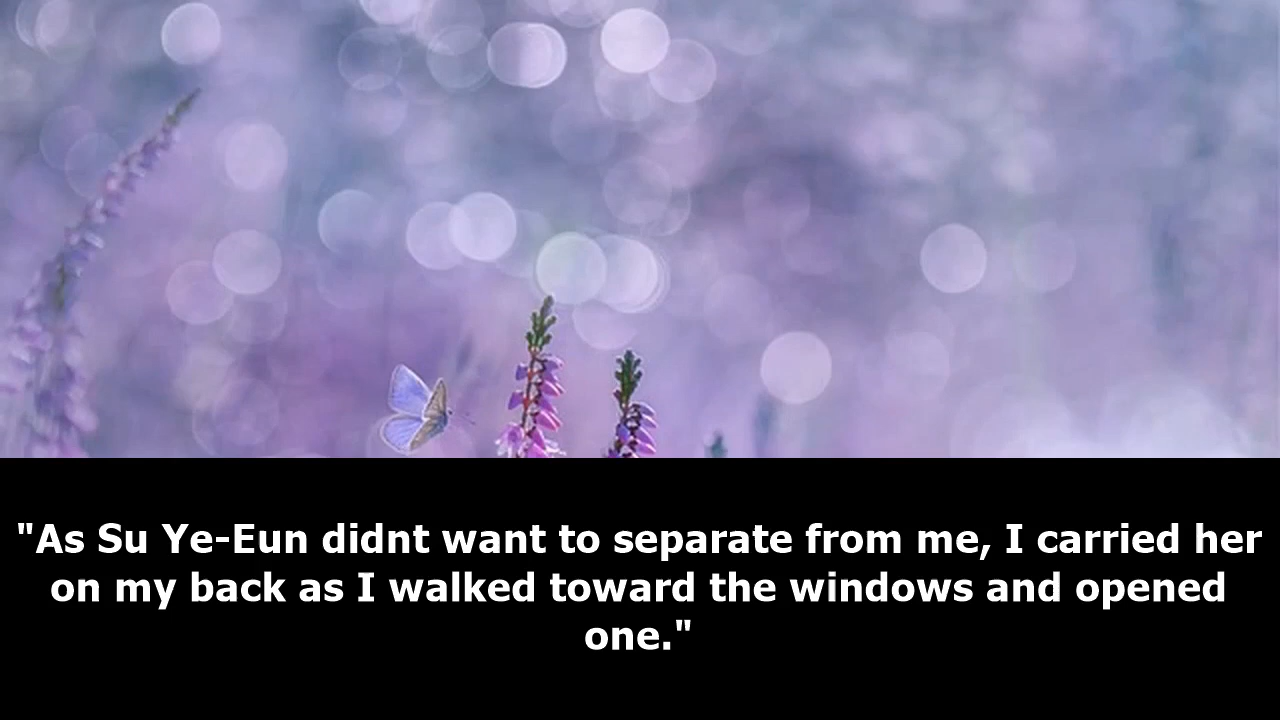 "As Su Ye-Eun didnt want to separate from me, I carried her
on my back as I walked toward the windows and opened
one."